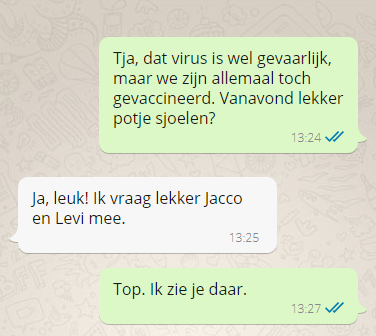 Tja, dat virus is wel gevaarlijk,
maar we zijn allemaal toch
gevaccineerd. Vanavond lekker
potje sjoelen?
13:24
Ja, leuk! Ik vraag lekker Jacco
en Levi mee.
13:25
Top. Ik zie je daar.
13:27